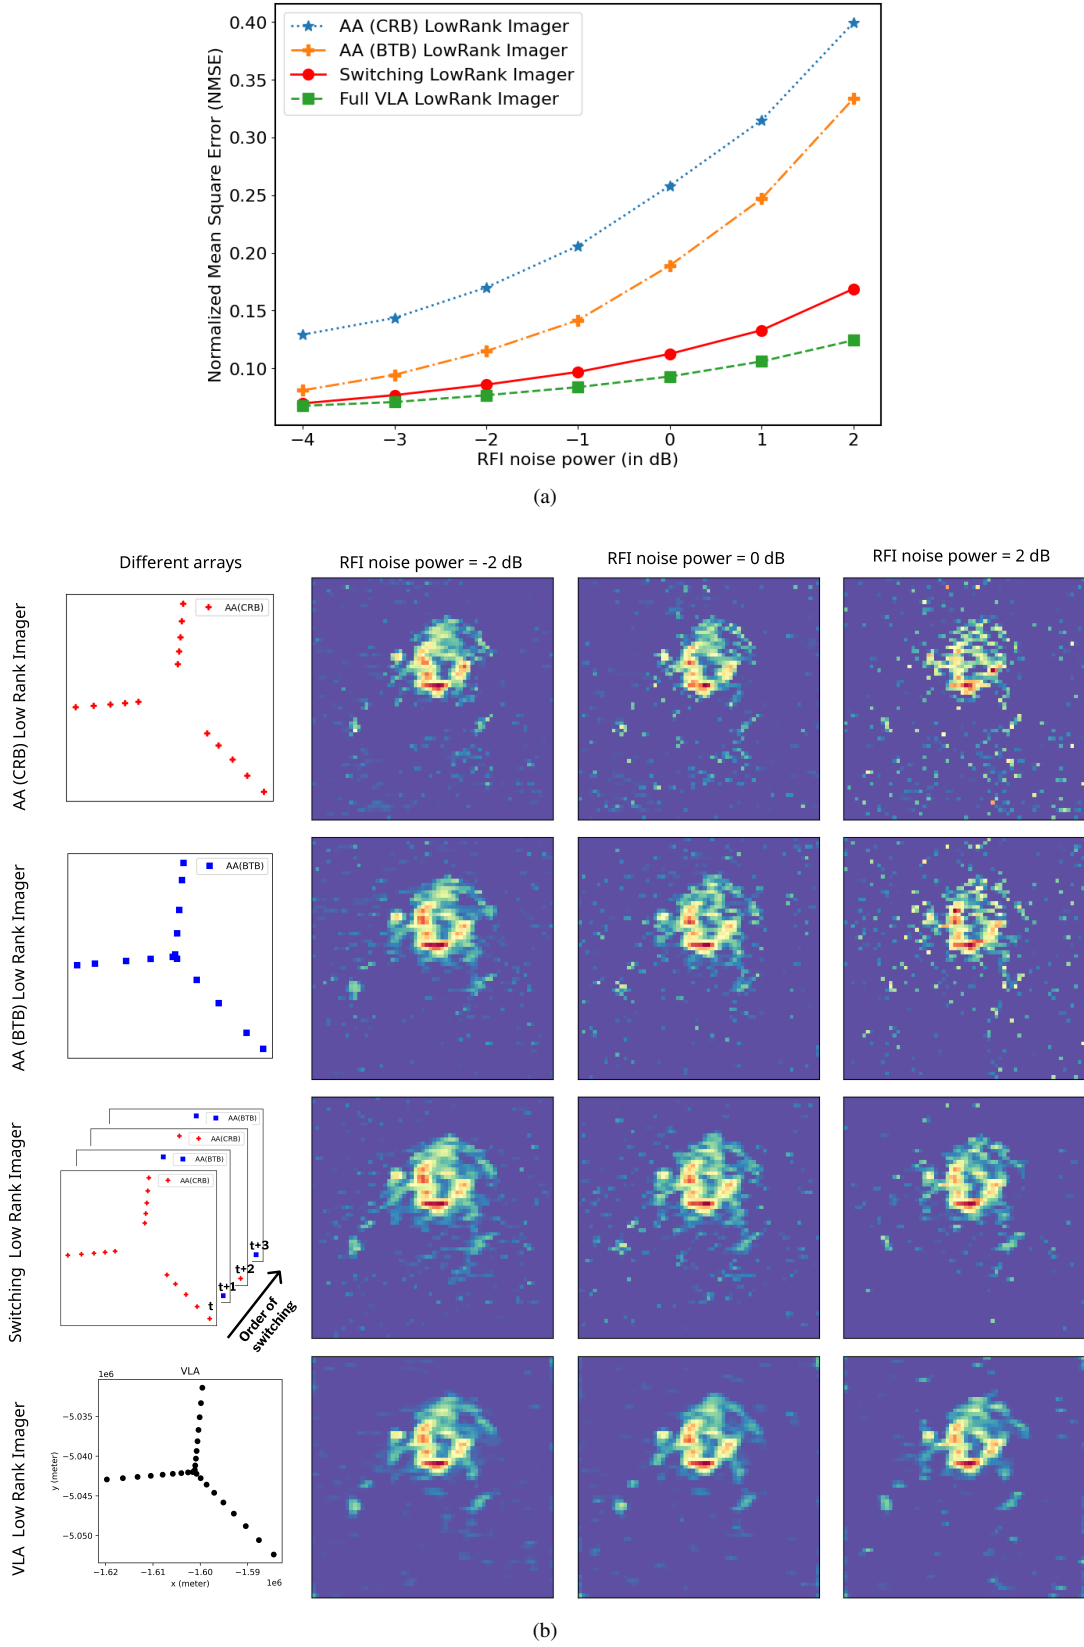 0.40
0.35
0.30
0.25
0.20
0.15
0.10
Normalized Mean Square Error (NMSE)
AA (CRB) LowRank Imager
AA (BTB) LowRank Imager
Switching LowRank Imager
Full VLA LowRank Imager
−4 −3 −2 −1 0 1 2
RFI noise power (in dB)
(a)
Different arrays
RFI noise power = -2 dB
RFI noise power = 0 dB
RFI noise power = 2 dB
AA (CRB) Low Rank Imager
AA(CRB)
AA (BTB) Low Rank Imager
AA(BTB)
Switching Low Rank Imager
AA(BTB)
AA(CRB)
AA(BTB)
AA(CRB)
t+3
t+2
t+1
t
Order of
switching
VLA Low Rank Imager
VLA
1e6
−5.035
−5.040
−5.045
−5.050
y (meter)
−1.62 −1.61 −1.60 −1.59
x (meter)
1e6
(b)